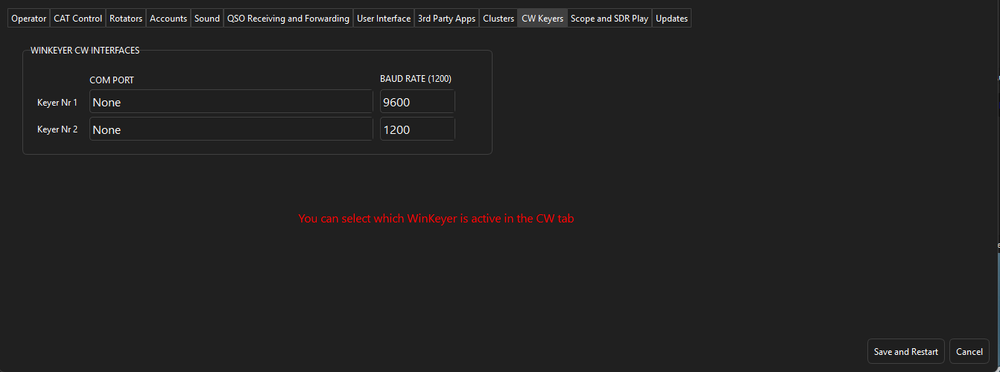 Operator CAT Control Rotators Accounts Sound QSO Receiving and Forwarding User Interface 3rd Party Apps Clusters CW Keyers Scope and SDR Play Updates
WINKEYER CW INTERFACES
COM PORT BAUD RATE (1200)
Keyer Nr 1 None 9600
Keyer Nr 2 None 1200
You can select which WinKeyer is active in the CW tab
Save and Restart Cancel